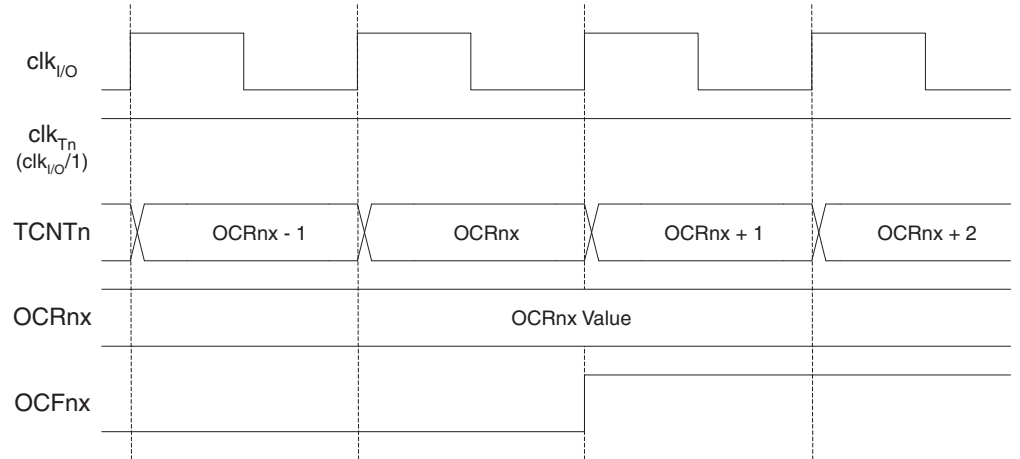 clkI/O
clkTn
(clkI/O/1)
TCNTn
OCRnx - 1
OCRnx
OCRnx + 1
OCRnx + 2
OCRnx
OCRnx Value
OCFnx